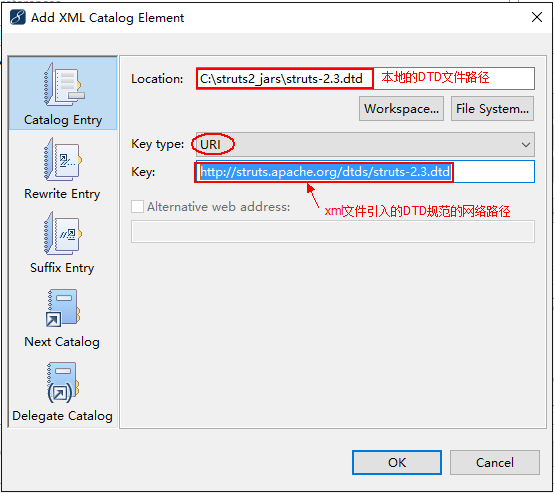 Add XML Catalog Element
Catalog Entry
Rewrite Entry
Suffix Entry
Next Catalog
Delegate Catalog
Location: C:\struts2_jars\struts-2.3.dtd 本地的DTD文件路径
Workspace... File System...
Key type: URI
Key: http://struts.apache.org/dtds/struts-2.3.dtd
xml文件引入的DTD规范的网络路径
Alternative web address:
OK Cancel